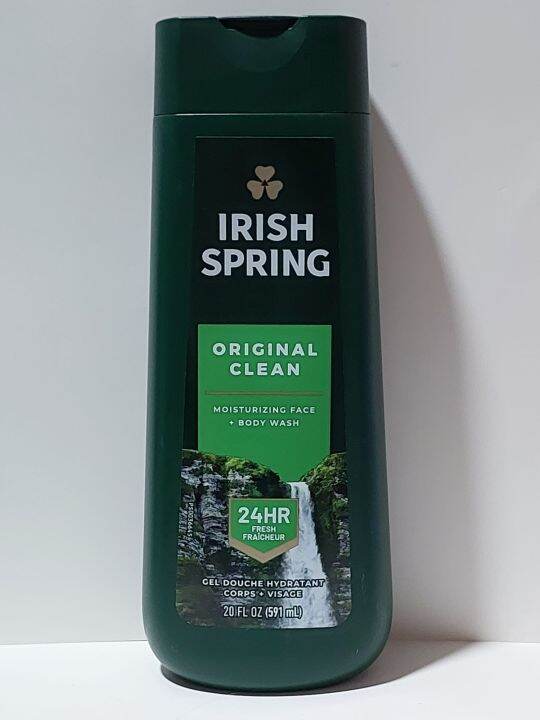 IRISH
SPRING
ORIGINAL
CLEAN
MOISTURIZING FACE
+ BODY WASH
24HR
FRESH
FRAÎCHEUR
GEL DOUCHE HYDRATANT
CORPS + VISAGE
20 FL OZ (591 mL)